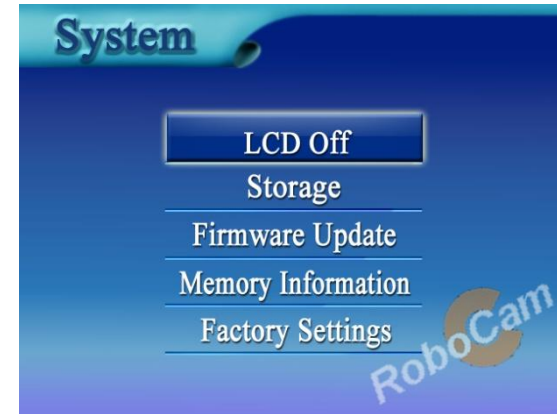 System
LCD Off
Storage
Firmware Update
Memory Information
Factory Settings
RoboCam